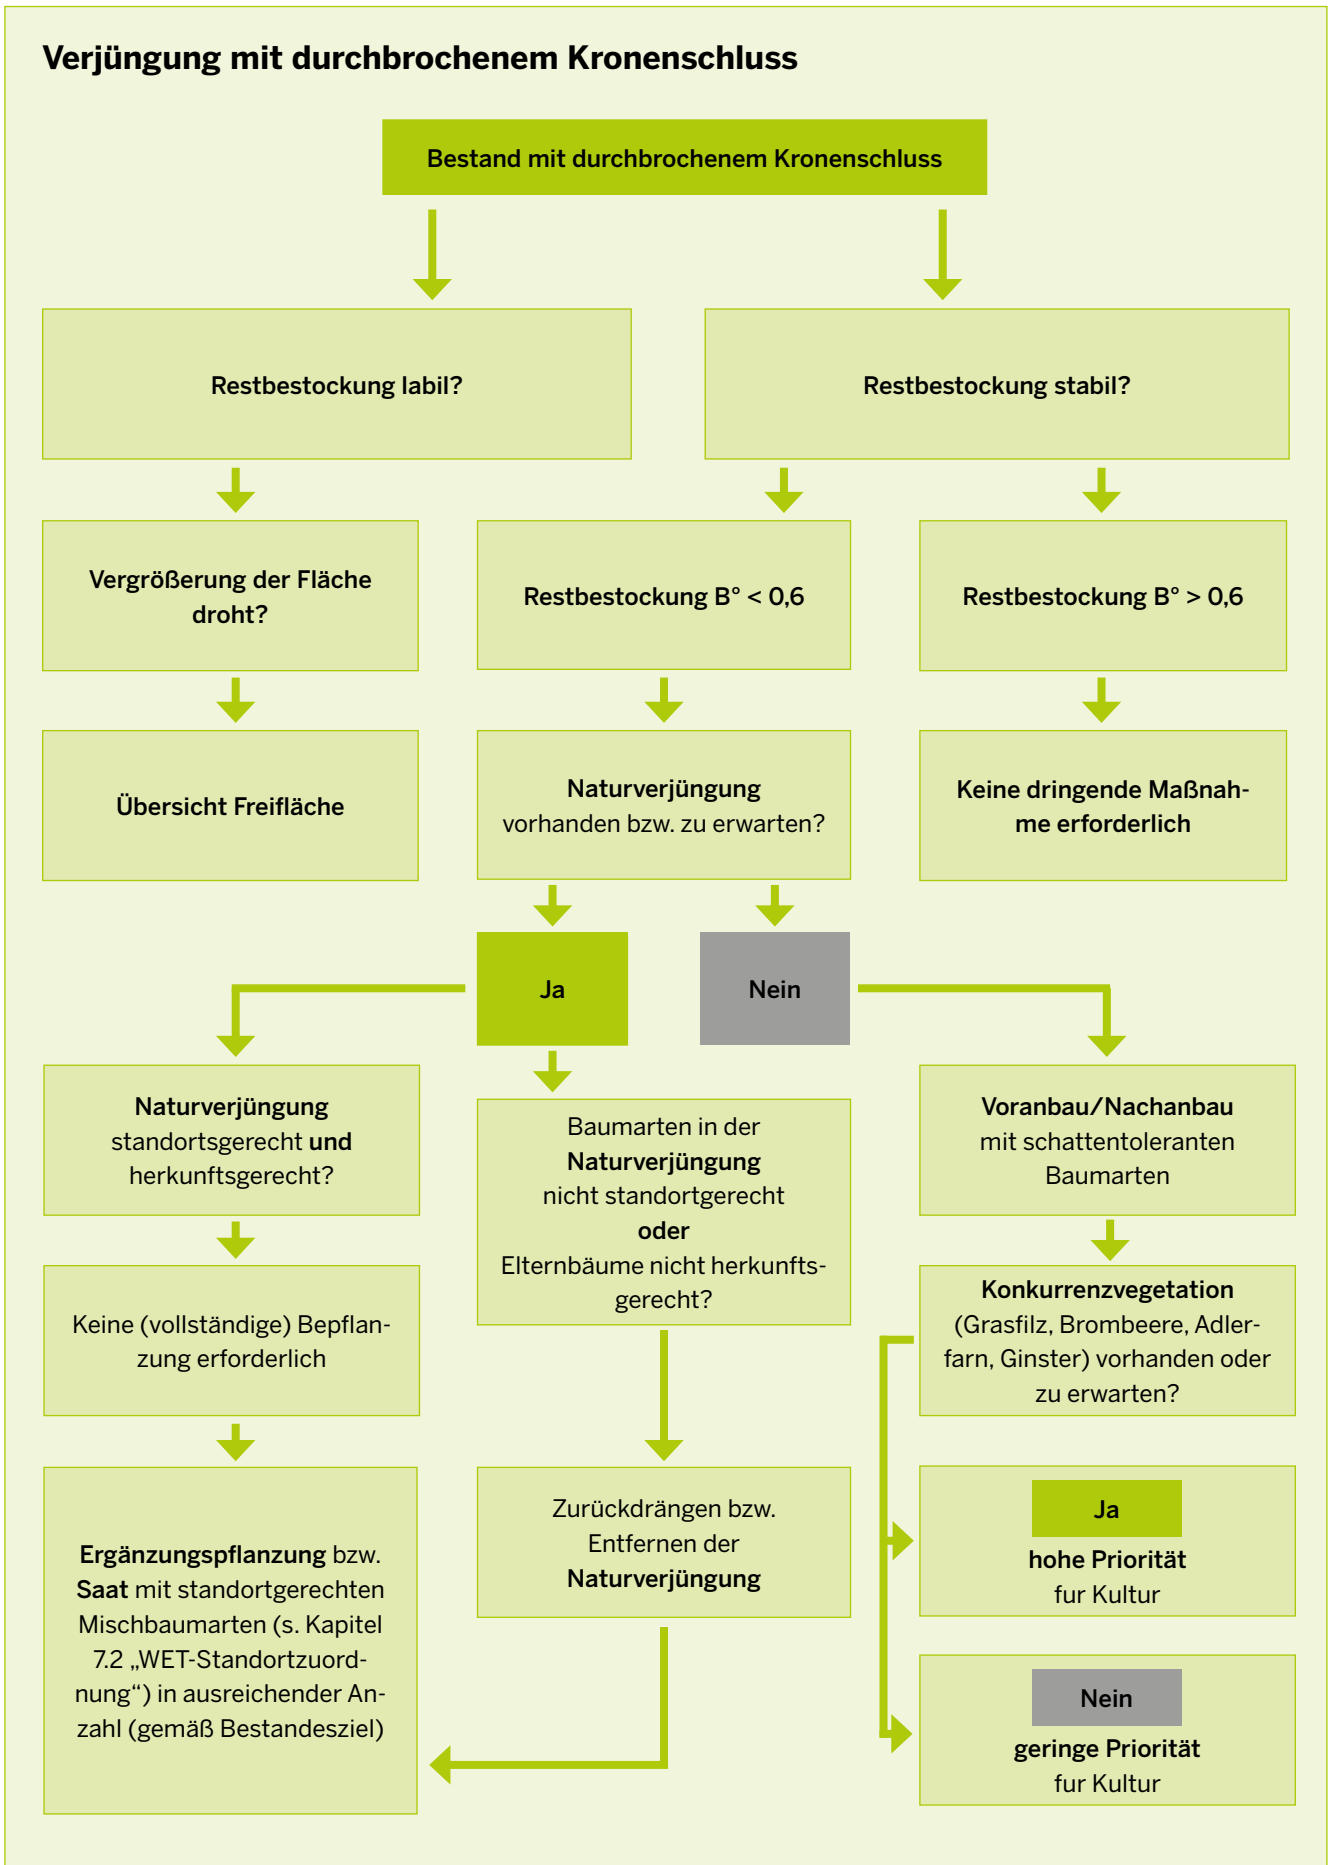 Verjüngung mit durchbrochenem Kronenschluss
Bestand mit durchbrochenem Kronenschluss
Restbestockung labil?
Restbestockung stabil?
Vergrößerung der Fläche
droht?
Restbestockung B° < 0,6
Restbestockung B° > 0,6
Übersicht Freifläche
Naturverjüngung
vorhanden bzw. zu erwarten?
Keine dringende Maßnah-
me erforderlich
Ja
Nein
Naturverjüngung
standortsgerecht und
herkunftsgerecht?
Baumarten in der
Naturverjüngung
nicht standortgerecht
oder
Elternbäume nicht herkunfts-
gerecht?
Voranbau/Nachanbau
mit schattentoleranten
Baumarten
Keine (vollständige) Bepflan-
zung erforderlich
Konkurrenzvegetation
(Grasfilz, Brombeere, Adler-
farn, Ginster) vorhanden oder
zu erwarten?
Ergänzungspflanzung bzw.
Saat mit standortgerechten
Mischbaumarten (s. Kapitel
7.2 „WET-Standortzuord-
nung“) in ausreichender An-
zahl (gemäß Bestandesziel)
Zurückdrängen bzw.
Entfernen der
Naturverjüngung
Ja
hohe Priorität
fur Kultur
Nein
geringe Priorität
fur Kultur